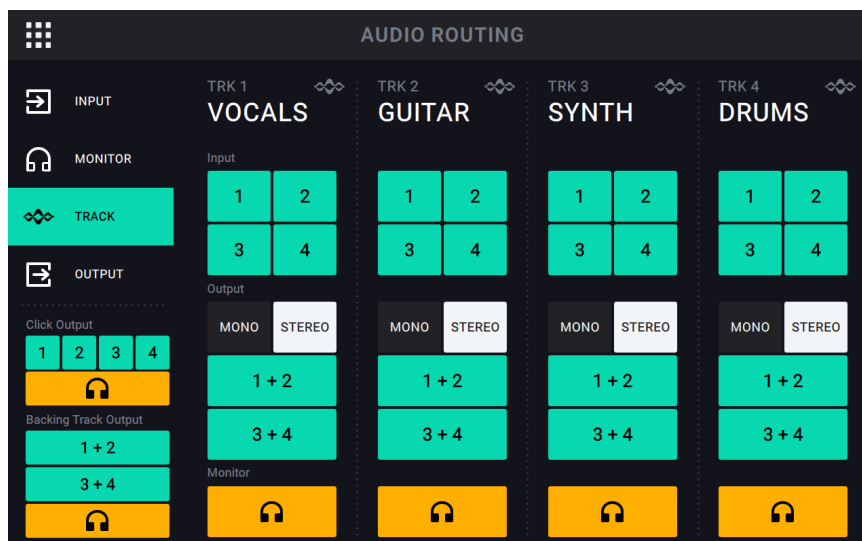 AUDIO ROUTING
INPUT
MONITOR
TRACK
OUTPUT
Click Output
1 2 3 4
Backing Track Output
1 + 2
3 + 4
TRK 1
VOCALS
Input
1 2
3 4
Output
MONO STEREO
1 + 2
3 + 4
Monitor
TRK 2
GUITAR
1 2
3 4
MONO STEREO
1 + 2
3 + 4
TRK 3
SYNTH
1 2
3 4
MONO STEREO
1 + 2
3 + 4
TRK 4
DRUMS
1 2
3 4
MONO STEREO
1 + 2
3 + 4